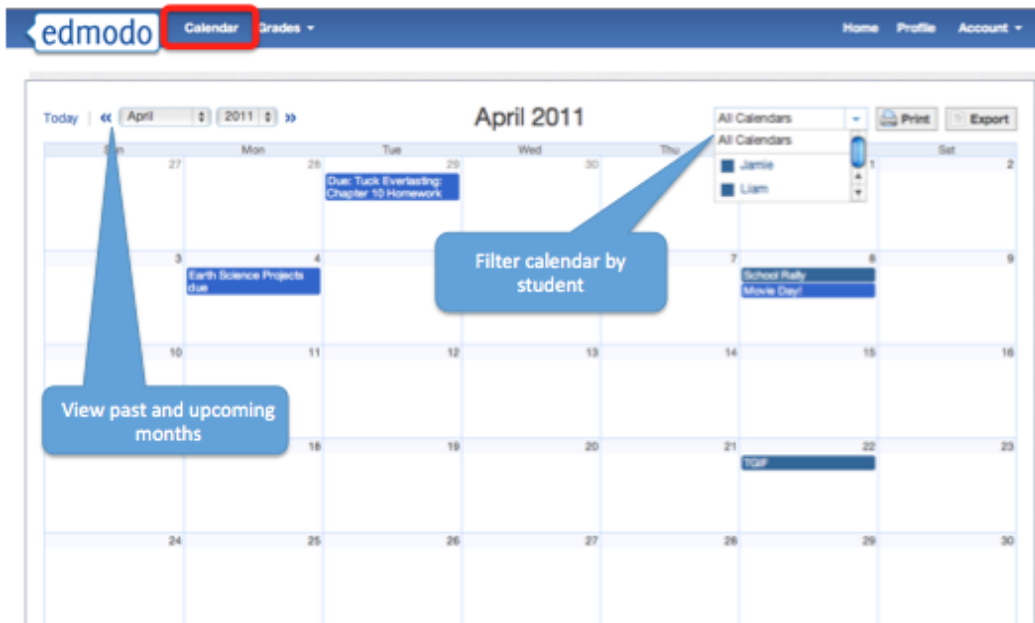 edmodo Calendar Grades Home Profile Account
Today « April 2011 » April 2011 All Calendars Print Export
All Calendars
Jamie
Liam
Mon Tue Wed Thu Sat
27 28 29 30 1 2
Due: Tuck Everlasting:
Chapter 10 Homework
Filter calendar by
student
3 4 7 8 9
Earth Science Projects
due
School Rally
Movie Day!
10 11 12 13 14 15 16
View past and upcoming
months
18 19 20 21 22 23
TGIF
24 25 26 27 28 29 30